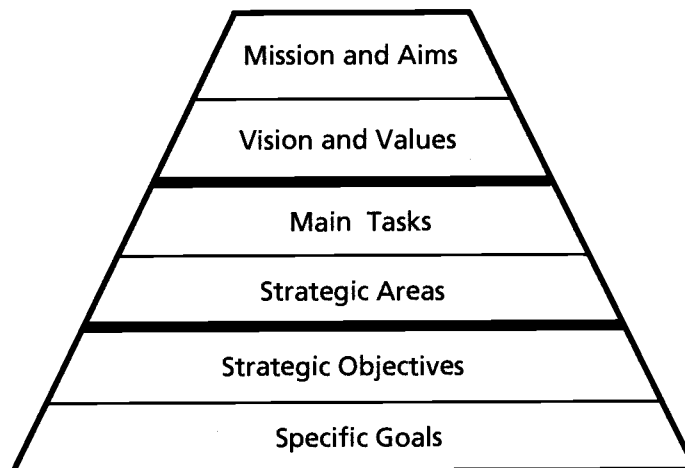 Mission and Aims
Vision and Values
Main Tasks
Strategic Areas
Strategic Objectives
Specific Goals